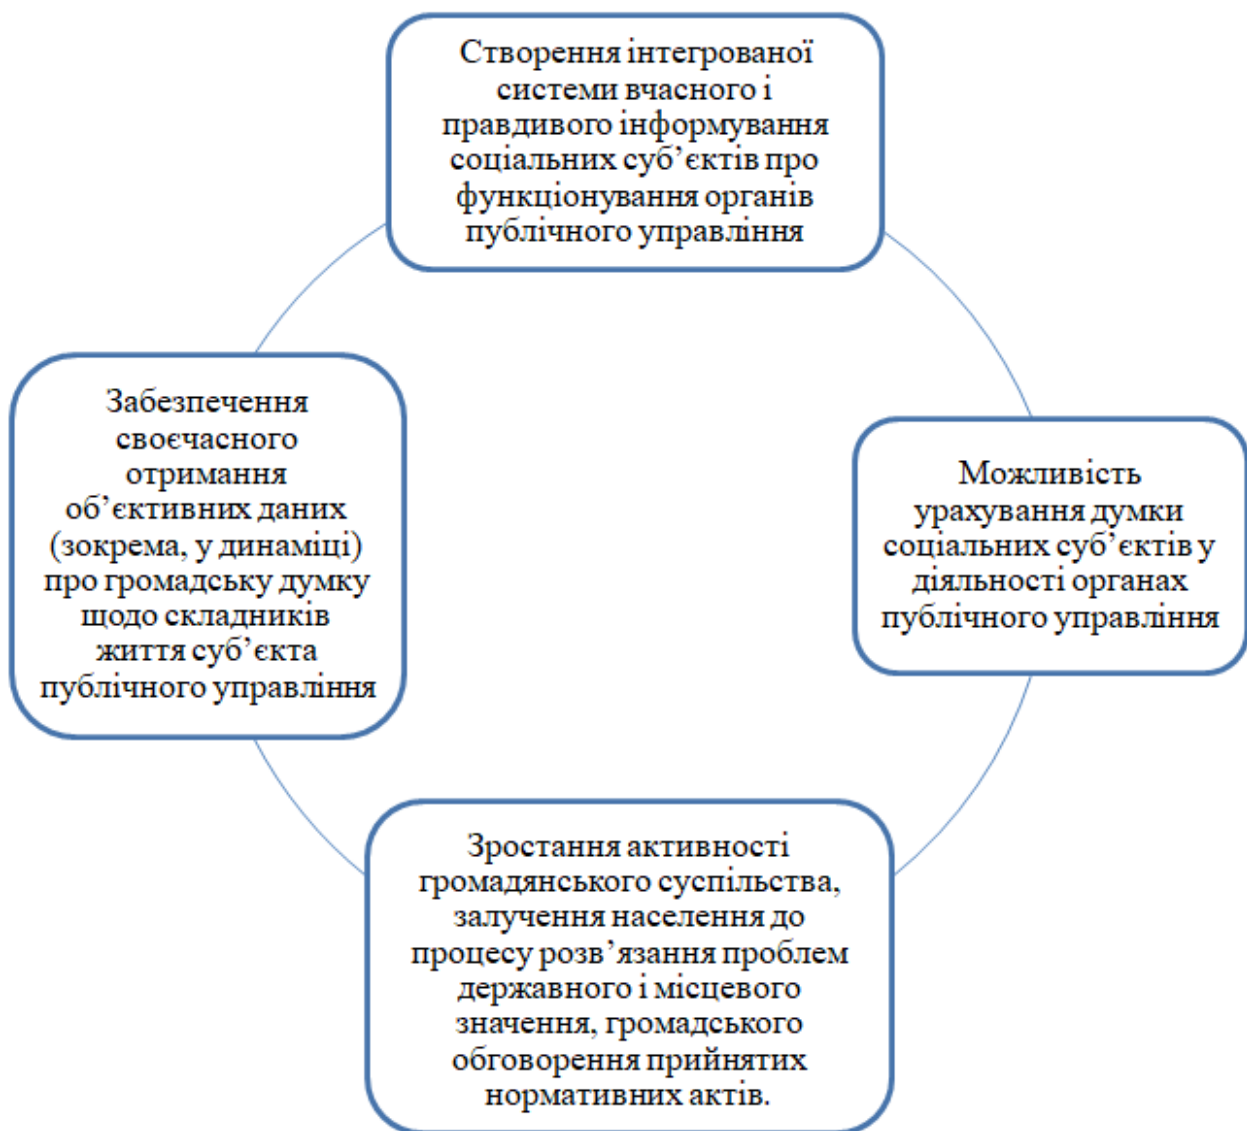 Створення інтегрованої
системи вчасного і
правдивого інформування
соціальних суб’єктів про
функціонування органів
публічного управління
Забезпечення
своєчасного
отримання
об’єктивних даних
(зокрема, у динаміці)
про громадську думку
щодо складників
життя суб’єкта
публічного управління
Можливість
урахування думки
соціальних суб’єктів у
діяльності органах
публічного управління
Зростання активності
громадянського суспільства,
залучення населення до
процесу розв’язання проблем
державного і місцевого
значення, громадського
обговорення прийнятих
нормативних актів.